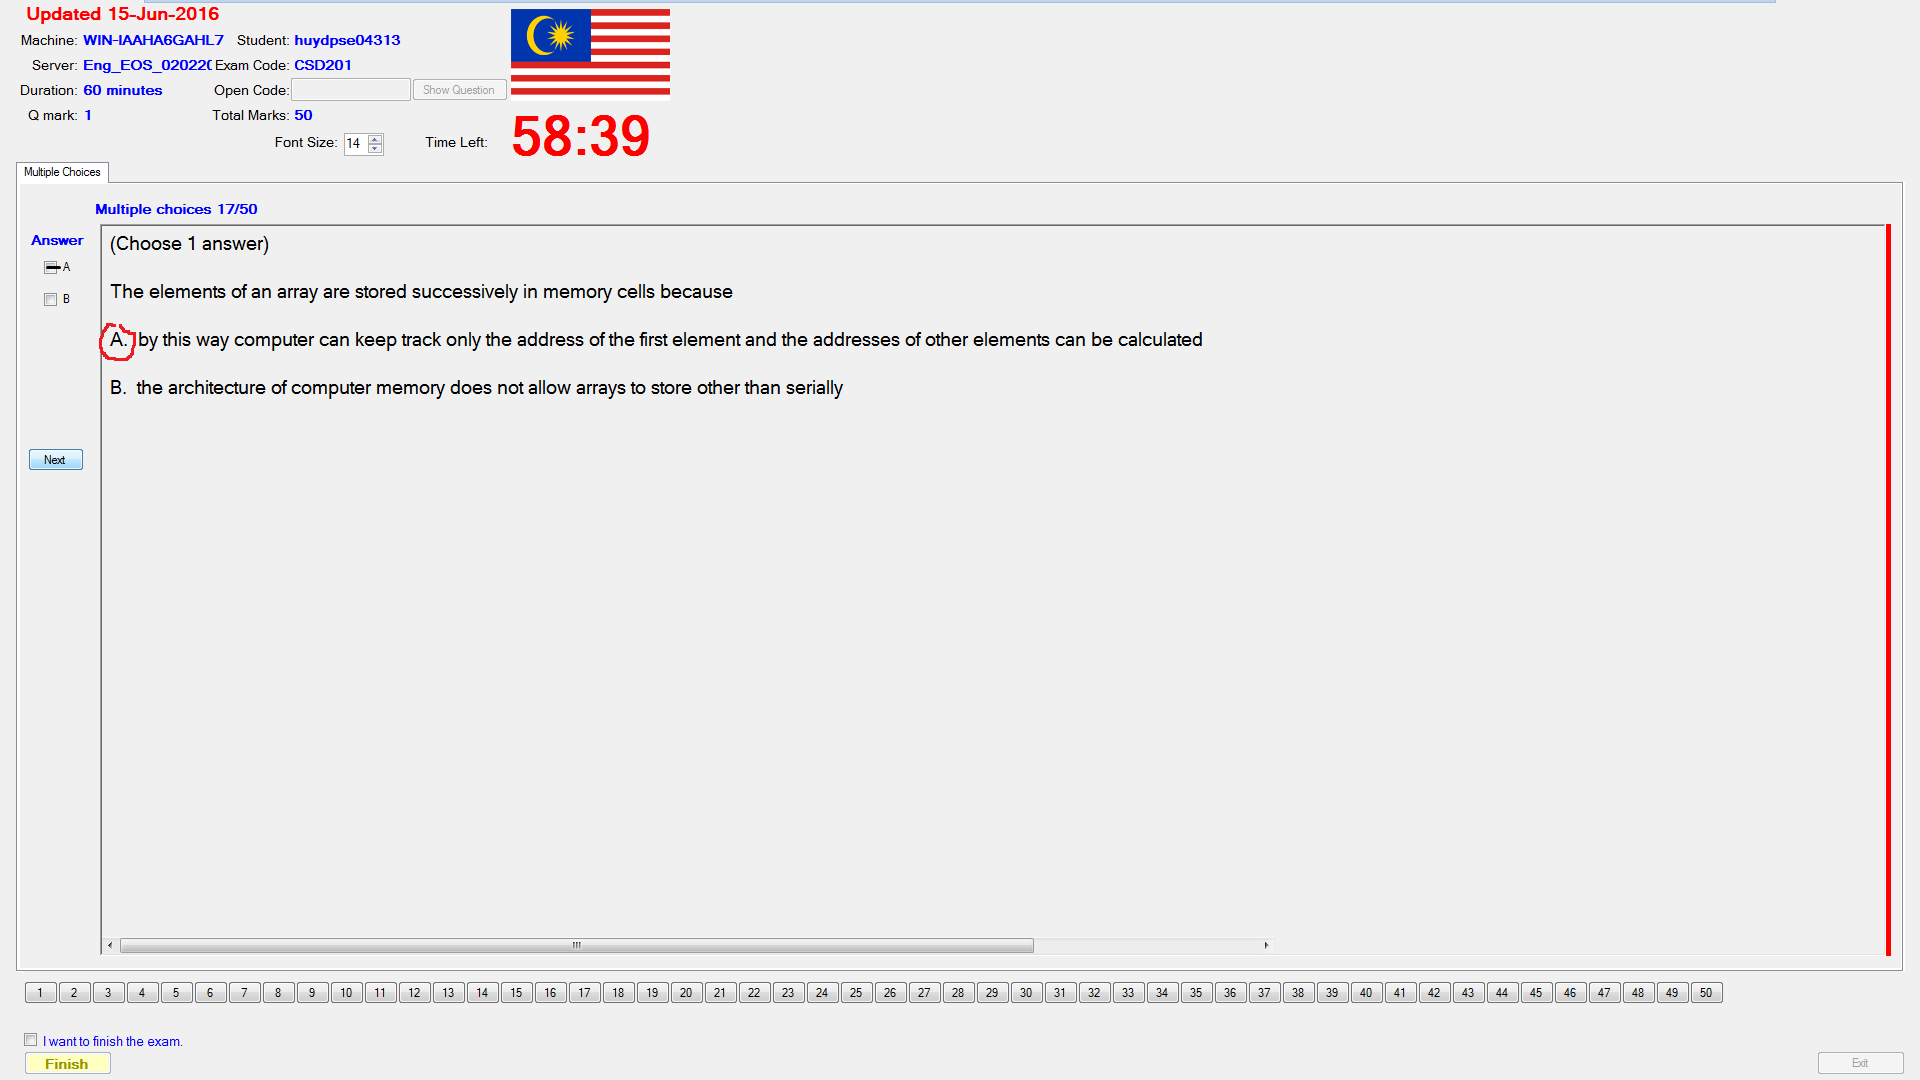 Updated 15-Jun-2016
Machine: WIN-IAAHA6GAHL7 Student: huydpse04313
Server: Eng_EOS_020220 Exam Code: CSD201
Duration: 60 minutes Open Code: Show Question
Q mark: 1 Total Marks: 50
Font Size: 14 Time Left: 58:39
Multiple Choices
Multiple choices 17/50
Answer
A
B
Next
(Choose 1 answer)
The elements of an array are stored successively in memory cells because
A. by this way computer can keep track only the address of the first element and the addresses of other elements can be calculated
B. the architecture of computer memory does not allow arrays to store other than serially
1 2 3 4 5 6 7 8 9 10 11 12 13 14 15 16 17 18 19 20 21 22 23 24 25 26 27 28 29 30 31 32 33 34 35 36 37 38 39 40 41 42 43 44 45 46 47 48 49 50
I want to finish the exam.
Finish
Exit